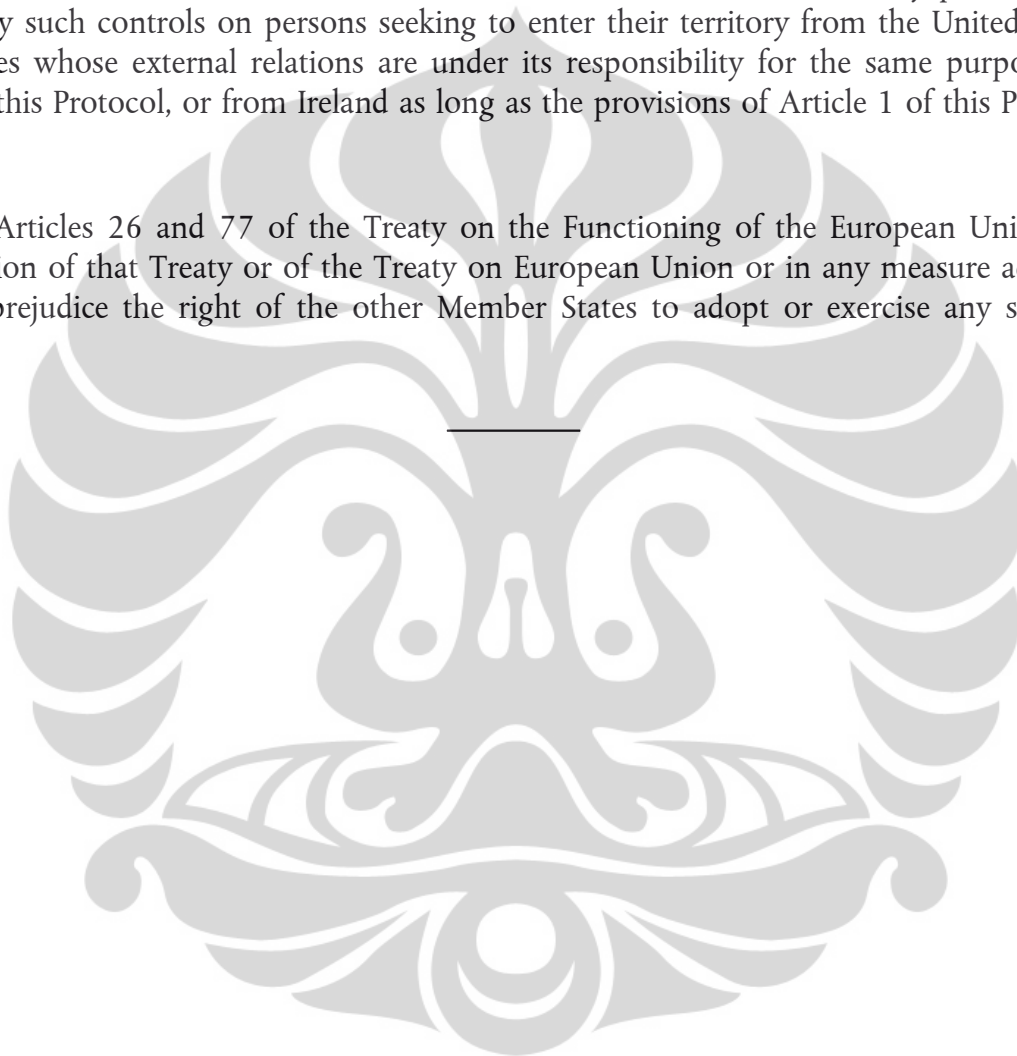 y such controls on persons seeking to enter their territory from the United
es whose external relations are under its responsibility for the same purpo
this Protocol, or from Ireland as long as the provisions of Article 1 of this P
Articles 26 and 77 of the Treaty on the Functioning of the European Uni
ion of that Treaty or of the Treaty on European Union or in any measure a
prejudice the right of the other Member States to adopt or exercise any s